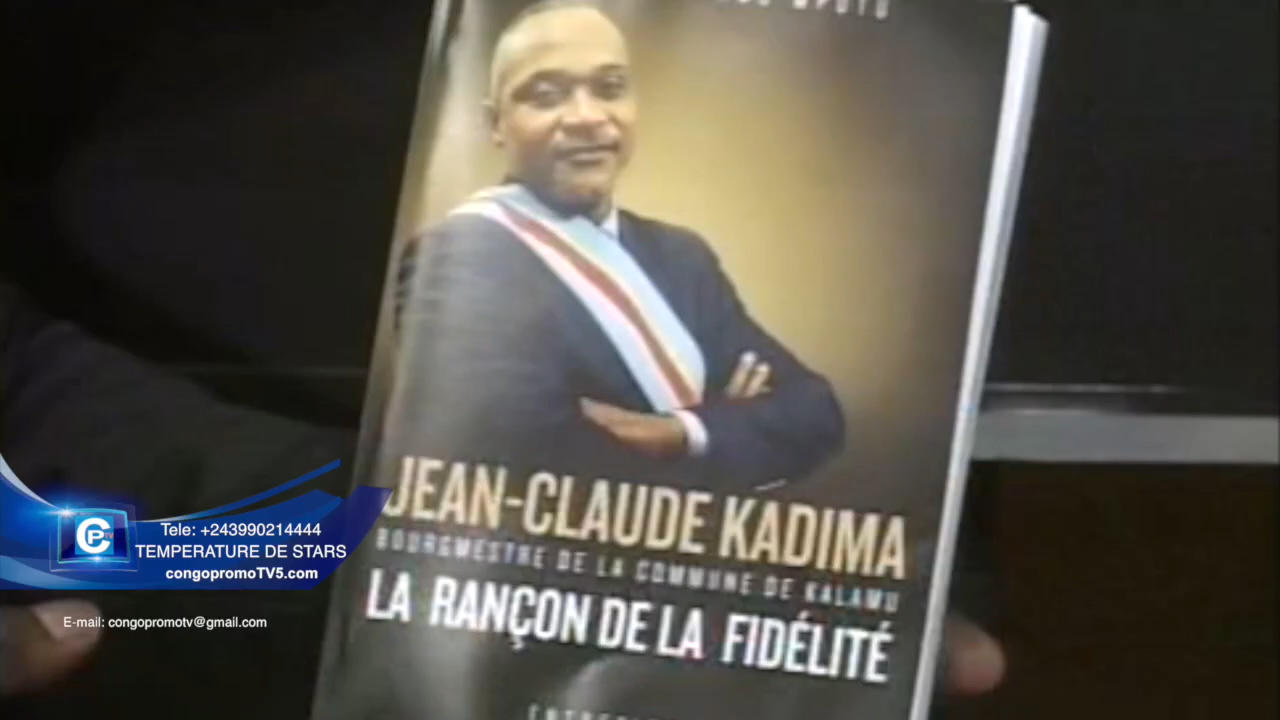 JEAN-CLAUDE KADIMA
BOURGMESTRE DE LA COMMUNE DE KALAMU
LA RANÇON DE LA FIDÉLITÉ
CPTV
Tele: +243990214444
TEMPERATURE DE STARS
congopromoTV5.com
E-mail: congopromotv@gmail.com